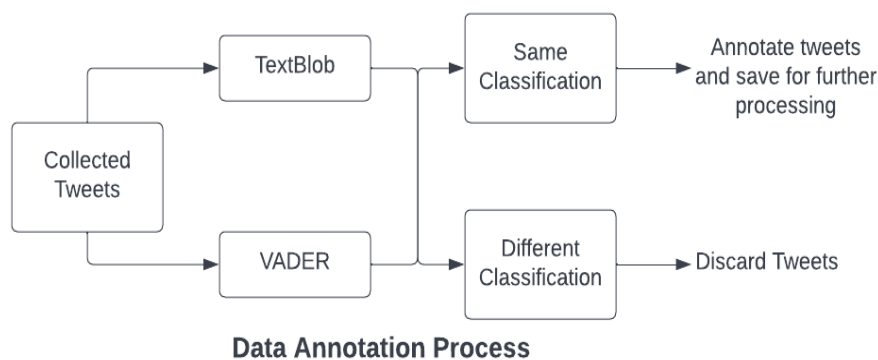 Collected
Tweets
TextBlob
VADER
Same
Classification
Different
Classification
Annotate tweets
and save for further
processing
Discard Tweets
Data Annotation Process